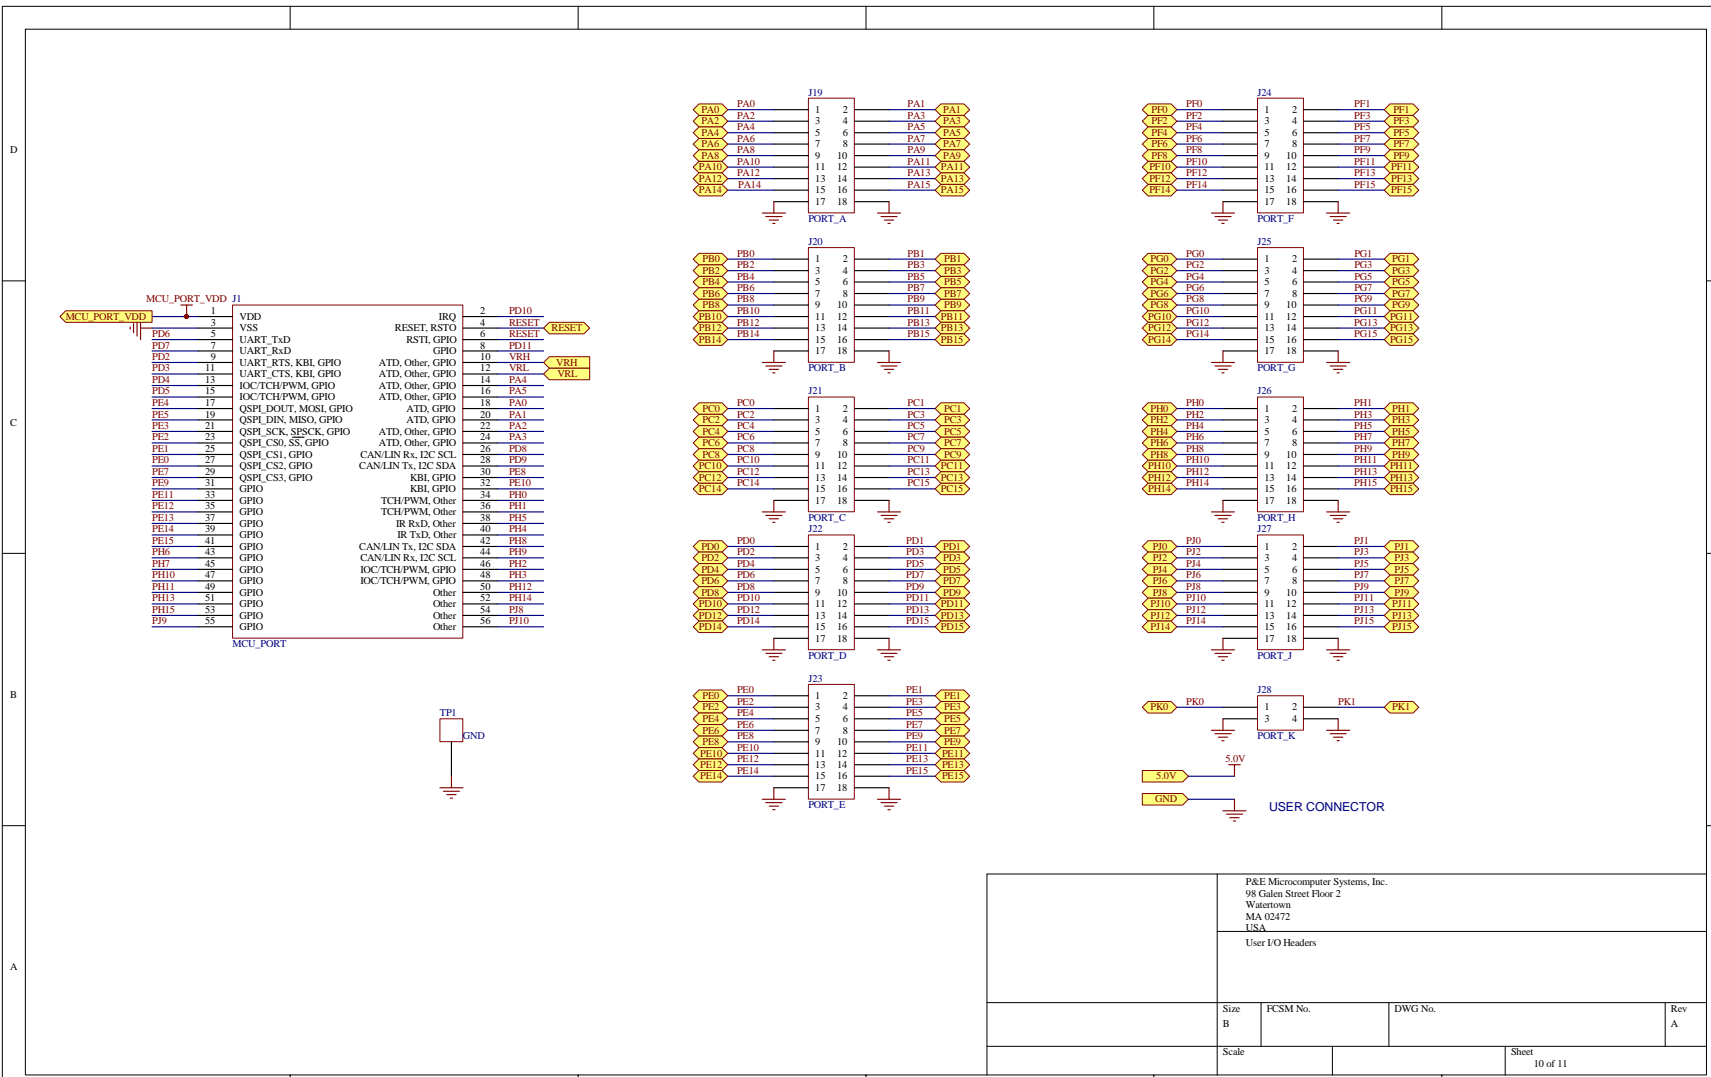 D
C
B
A
MCU_PORT_VDD J1
MCU_PORT_VDD
1 VDD IRQ 2 PD10
3 VSS RESET, RSTO 4 RESET RESET
PD6 5 UART_TxD RSTI, GPIO 6 RESET
PD7 7 UART_RxD GPIO 8 PD11
PD2 9 UART_RTS, KBI, GPIO ATD, Other, GPIO 10 VRH VRH
PD3 11 UART_CTS, KBI, GPIO ATD, Other, GPIO 12 VRL VRL
PD4 13 IOC/TCH/PWM, GPIO ATD, Other, GPIO 14 PA4
PD5 15 IOC/TCH/PWM, GPIO ATD, Other, GPIO 16 PA5
PE4 17 QSPI_DOUT, MOSI, GPIO ATD, GPIO 18 PA0
PE5 19 QSPI_DIN, MISO, GPIO ATD, GPIO 20 PA1
PE3 21 QSPI_SCK, SPSCK, GPIO ATD, Other, GPIO 22 PA2
PE2 23 QSPI_CS0, SS, GPIO ATD, Other, GPIO 24 PA3
PE1 25 QSPI_CS1, GPIO CAN/LIN Rx, I2C SCL 26 PD8
PE0 27 QSPI_CS2, GPIO CAN/LIN Tx, I2C SDA 28 PD9
PE7 29 QSPI_CS3, GPIO KBI, GPIO 30 PE8
PE9 31 GPIO KBI, GPIO 32 PE10
PE11 33 GPIO TCH/PWM, Other 34 PH0
PE12 35 GPIO TCH/PWM, Other 36 PH1
PE13 37 GPIO IR RxD, Other 38 PH5
PE14 39 GPIO IR TxD, Other 40 PH4
PE15 41 GPIO CAN/LIN Tx, I2C SDA 42 PH8
PH6 43 GPIO CAN/LIN Rx, I2C SCL 44 PH9
PH7 45 GPIO IOC/TCH/PWM, GPIO 46 PH2
PH10 47 GPIO IOC/TCH/PWM, GPIO 48 PH3
PH11 49 GPIO Other 50 PH12
PH13 51 GPIO Other 52 PH14
PH15 53 GPIO Other 54 PJ8
PJ9 55 GPIO Other 56 PJ10
MCU_PORT
TP1
GND
J19
PA0 PA0 1 2 PA1 PA1
PA2 PA2 3 4 PA3 PA3
PA4 PA4 5 6 PA5 PA5
PA6 PA6 7 8 PA7 PA7
PA8 PA8 9 10 PA9 PA9
PA10 PA10 11 12 PA11 PA11
PA12 PA12 13 14 PA13 PA13
PA14 PA14 15 16 PA15 PA15
17 18
PORT_A
J20
PB0 PB0 1 2 PB1 PB1
PB2 PB2 3 4 PB3 PB3
PB4 PB4 5 6 PB5 PB5
PB6 PB6 7 8 PB7 PB7
PB8 PB8 9 10 PB9 PB9
PB10 PB10 11 12 PB11 PB11
PB12 PB12 13 14 PB13 PB13
PB14 PB14 15 16 PB15 PB15
17 18
PORT_B
J21
PC0 PC0 1 2 PC1 PC1
PC2 PC2 3 4 PC3 PC3
PC4 PC4 5 6 PC5 PC5
PC6 PC6 7 8 PC7 PC7
PC8 PC8 9 10 PC9 PC9
PC10 PC10 11 12 PC11 PC11
PC12 PC12 13 14 PC13 PC13
PC14 PC14 15 16 PC15 PC15
17 18
PORT_C
J22
PD0 PD0 1 2 PD1 PD1
PD2 PD2 3 4 PD3 PD3
PD4 PD4 5 6 PD5 PD5
PD6 PD6 7 8 PD7 PD7
PD8 PD8 9 10 PD9 PD9
PD10 PD10 11 12 PD11 PD11
PD12 PD12 13 14 PD13 PD13
PD14 PD14 15 16 PD15 PD15
17 18
PORT_D
J23
PE0 PE0 1 2 PE1 PE1
PE2 PE2 3 4 PE3 PE3
PE4 PE4 5 6 PE5 PE5
PE6 PE6 7 8 PE7 PE7
PE8 PE8 9 10 PE9 PE9
PE10 PE10 11 12 PE11 PE11
PE12 PE12 13 14 PE13 PE13
PE14 PE14 15 16 PE15 PE15
17 18
PORT_E
J24
PF0 PF0 1 2 PF1 PF1
PF2 PF2 3 4 PF3 PF3
PF4 PF4 5 6 PF5 PF5
PF6 PF6 7 8 PF7 PF7
PF8 PF8 9 10 PF9 PF9
PF10 PF10 11 12 PF11 PF11
PF12 PF12 13 14 PF13 PF13
PF14 PF14 15 16 PF15 PF15
17 18
PORT_F
J25
PG0 PG0 1 2 PG1 PG1
PG2 PG2 3 4 PG3 PG3
PG4 PG4 5 6 PG5 PG5
PG6 PG6 7 8 PG7 PG7
PG8 PG8 9 10 PG9 PG9
PG10 PG10 11 12 PG11 PG11
PG12 PG12 13 14 PG13 PG13
PG14 PG14 15 16 PG15 PG15
17 18
PORT_G
J26
PH0 PH0 1 2 PH1 PH1
PH2 PH2 3 4 PH3 PH3
PH4 PH4 5 6 PH5 PH5
PH6 PH6 7 8 PH7 PH7
PH8 PH8 9 10 PH9 PH9
PH10 PH10 11 12 PH11 PH11
PH12 PH12 13 14 PH13 PH13
PH14 PH14 15 16 PH15 PH15
17 18
PORT_H
J27
PJ0 PJ0 1 2 PJ1 PJ1
PJ2 PJ2 3 4 PJ3 PJ3
PJ4 PJ4 5 6 PJ5 PJ5
PJ6 PJ6 7 8 PJ7 PJ7
PJ8 PJ8 9 10 PJ9 PJ9
PJ10 PJ10 11 12 PJ11 PJ11
PJ12 PJ12 13 14 PJ13 PJ13
PJ14 PJ14 15 16 PJ15 PJ15
17 18
PORT_J
J28
PK0 PK0 1 2 PK1 PK1
3 4
PORT_K
5.0V
5.0V
GND
USER CONNECTOR
P&E Microcomputer Systems, Inc.
98 Galen Street Floor 2
Watertown
MA 02472
USA
User I/O Headers
Size FCSM No. DWG No. Rev
B A
Scale Sheet
10 of 11